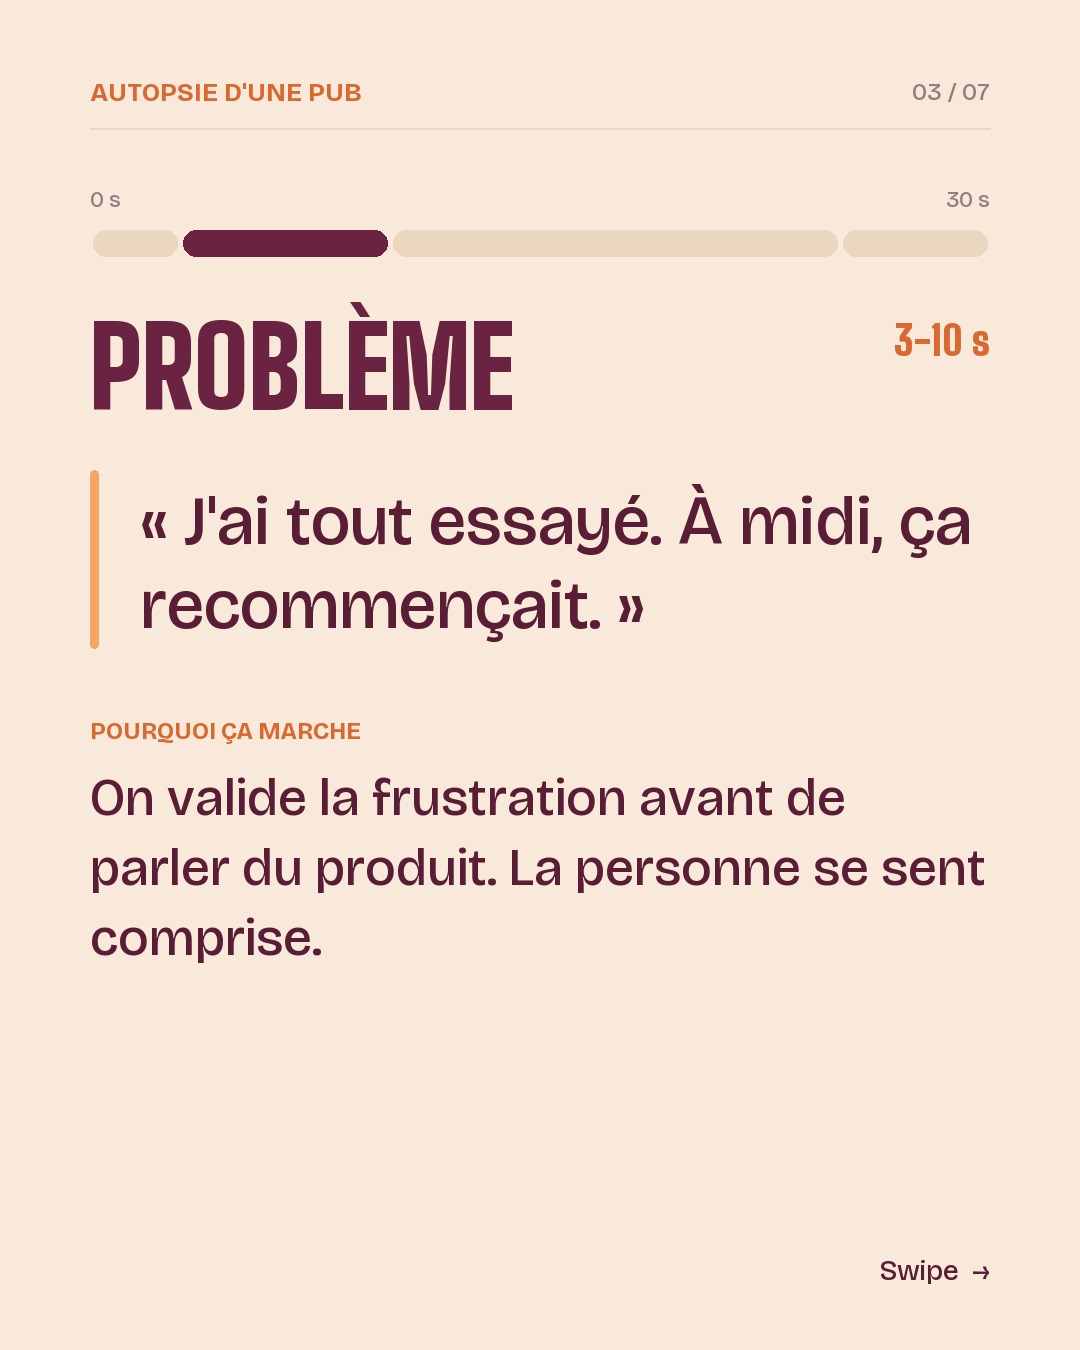 AUTOPSIE D'UNE PUB
03 / 07
0 s
30 s
PROBLÈME
3–10 s
« J'ai tout essayé. À midi, ça
recommençait. »
POURQUOI ÇA MARCHE
On valide la frustration avant de
parler du produit. La personne se sent
comprise.
Swipe →